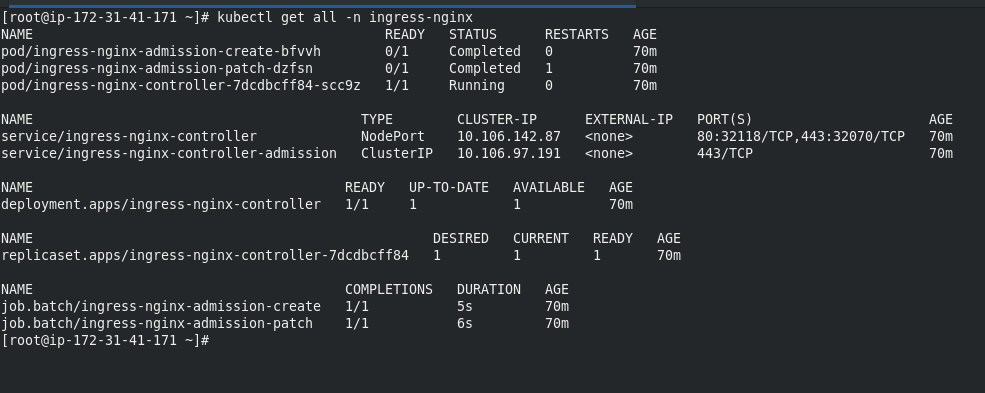 [root@ip-172-31-41-171 ~]# kubectl get all -n ingress-nginx
NAME                                            READY   STATUS      RESTARTS   AGE
pod/ingress-nginx-admission-create-bfvvh        0/1     Completed   0          70m
pod/ingress-nginx-admission-patch-dzfsn         0/1     Completed   1          70m
pod/ingress-nginx-controller-7dcdbcff84-scc9z   1/1     Running     0          70m

NAME                                         TYPE        CLUSTER-IP      EXTERNAL-IP   PORT(S)                      AGE
service/ingress-nginx-controller             NodePort    10.106.142.87   <none>        80:32118/TCP,443:32070/TCP   70m
service/ingress-nginx-controller-admission   ClusterIP   10.106.97.191   <none>        443/TCP                      70m

NAME                                       READY   UP-TO-DATE   AVAILABLE   AGE
deployment.apps/ingress-nginx-controller   1/1     1            1           70m

NAME                                                  DESIRED   CURRENT   READY   AGE
replicaset.apps/ingress-nginx-controller-7dcdbcff84   1         1         1       70m

NAME                                       COMPLETIONS   DURATION   AGE
job.batch/ingress-nginx-admission-create   1/1           5s         70m
job.batch/ingress-nginx-admission-patch    1/1           6s         70m
[root@ip-172-31-41-171 ~]#